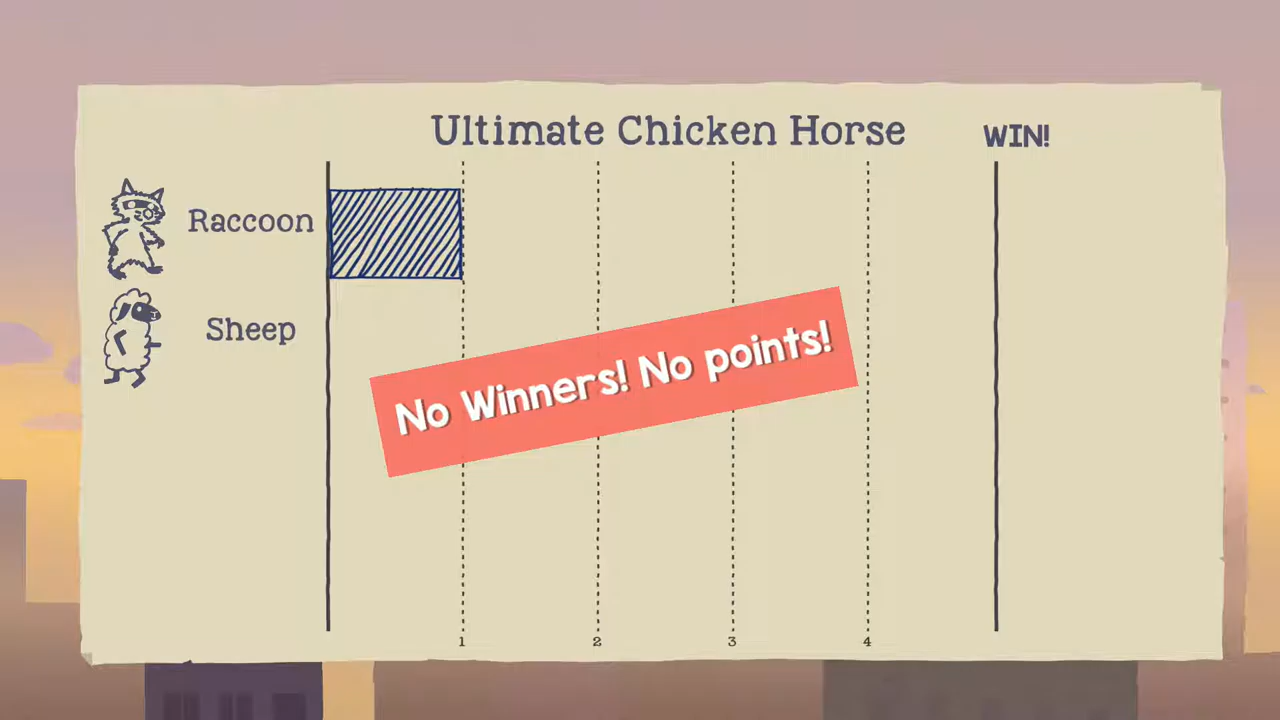 Ultimate Chicken Horse
WIN!
Raccoon
Sheep
No Winners! No points!
1 2 3 4